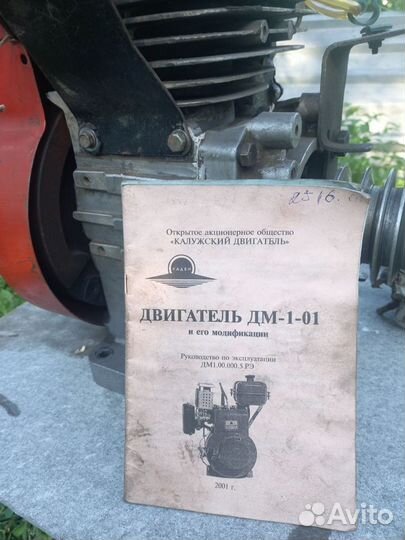 2516.
Открытое акционерное общество
«КАЛУЖСКИЙ ДВИГАТЕЛЬ»
КАДВИ
ДВИГАТЕЛЬ ДМ-1-01
и его модификации
Руководство по эксплуатации
ДМ1.00.000.5 РЭ
2001 г.
Avito